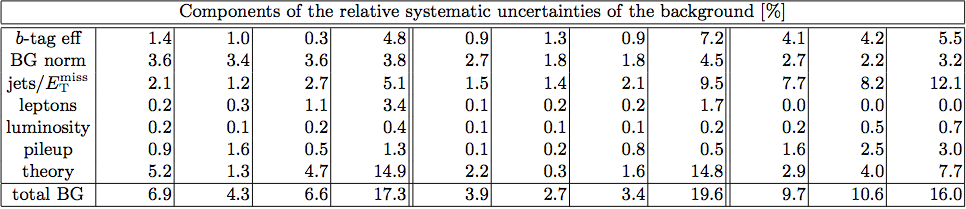 Components of the relative systematic uncertainties of the background [%]
b-tag eff 1.4 1.0 0.3 4.8 0.9 1.3 0.9 7.2 4.1 4.2 5.5
BG norm 3.6 3.4 3.6 3.8 2.7 1.8 1.8 4.5 2.7 2.2 3.2
jets/E_T^miss 2.1 1.2 2.7 5.1 1.5 1.4 2.1 9.5 7.7 8.2 12.1
leptons 0.2 0.3 1.1 3.4 0.1 0.2 0.2 1.7 0.0 0.0 0.0
luminosity 0.2 0.1 0.2 0.4 0.1 0.1 0.1 0.2 0.2 0.5 0.7
pileup 0.9 1.6 0.5 1.3 0.1 0.2 0.8 0.5 1.6 2.5 3.0
theory 5.2 1.3 4.7 14.9 2.2 0.3 1.6 14.8 2.9 4.0 7.7
total BG 6.9 4.3 6.6 17.3 3.9 2.7 3.4 19.6 9.7 10.6 16.0